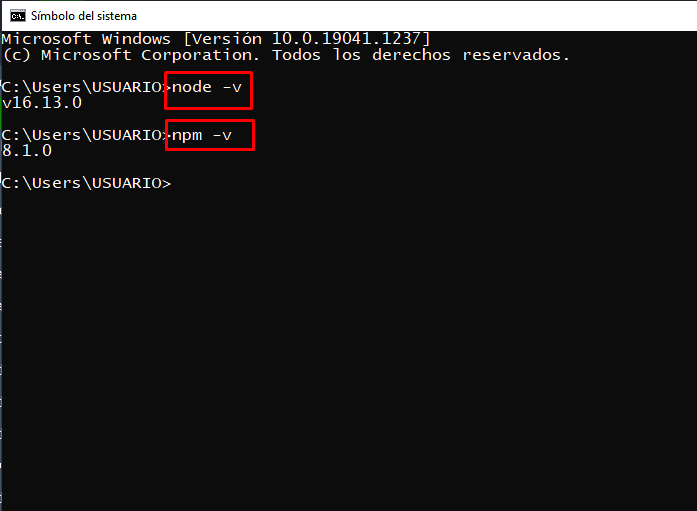 Símbolo del sistema
Microsoft Windows [Versión 10.0.19041.1237]
(c) Microsoft Corporation. Todos los derechos reservados.
C:\Users\USUARIO>node -v
v16.13.0
C:\Users\USUARIO>npm -v
8.1.0
C:\Users\USUARIO>